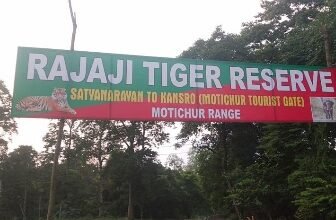 RAJAJI TIGER RESERVE
SATYANARAYAN TO KANSRO (MOTICHUR TOURIST GATE)
MOTICHUR RANGE